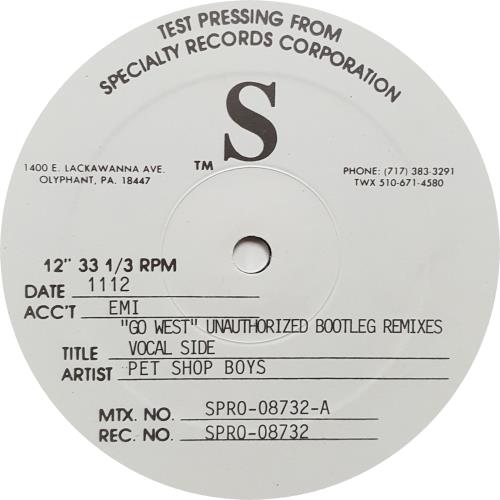 TEST PRESSING FROM
SPECIALTY RECORDS CORPORATION
S
TM
1400 E. LACKAWANNA AVE.
OLYPHANT, PA. 18447
PHONE: (717) 383-3291
TWX 510-671-4580
12" 33 1/3 RPM
DATE 1112
ACC'T EMI
"GO WEST" UNAUTHORIZED BOOTLEG REMIXES
TITLE VOCAL SIDE
ARTIST PET SHOP BOYS
MTX. NO. SPRO-08732-A
REC. NO. SPRO-08732